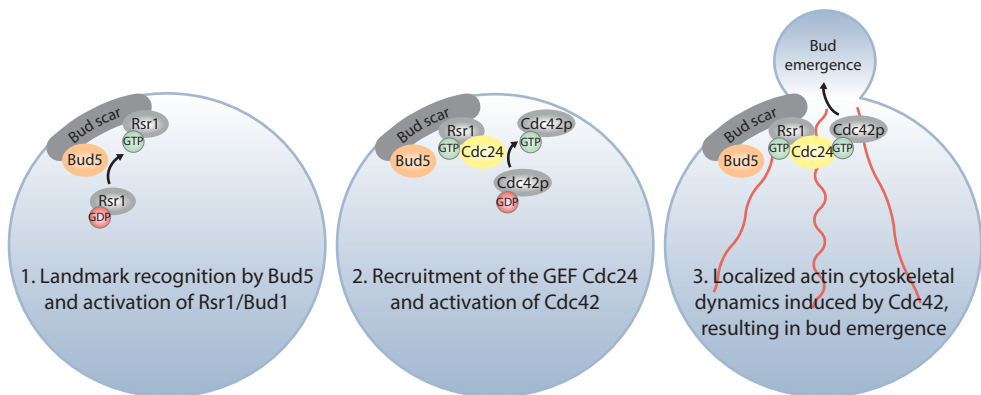 Bud scar
Rsr1
GTP
Bud5
Rsr1
GDP
1. Landmark recognition by Bud5
and activation of Rsr1/Bud1
Bud scar
Rsr1
GTP
Cdc24
Bud5
Cdc42p
GTP
Cdc42p
GDP
2. Recruitment of the GEF Cdc24
and activation of Cdc42
Bud
emergence
Bud scar
Rsr1
GTP
Cdc24
Bud5
Cdc42p
GTP
3. Localized actin cytoskeletal
dynamics induced by Cdc42,
resulting in bud emergence